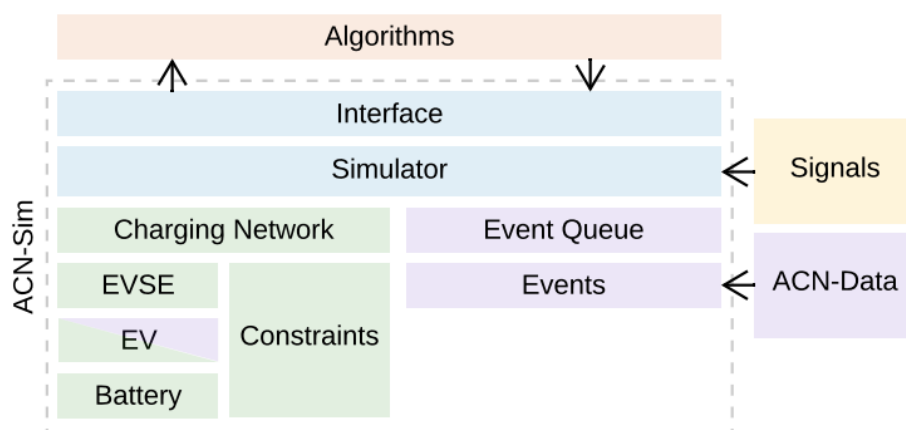 Algorithms
Interface
Simulator
Signals
Charging Network
Event Queue
EVSE
Events
ACN-Data
EV
Constraints
Battery
ACN-Sim